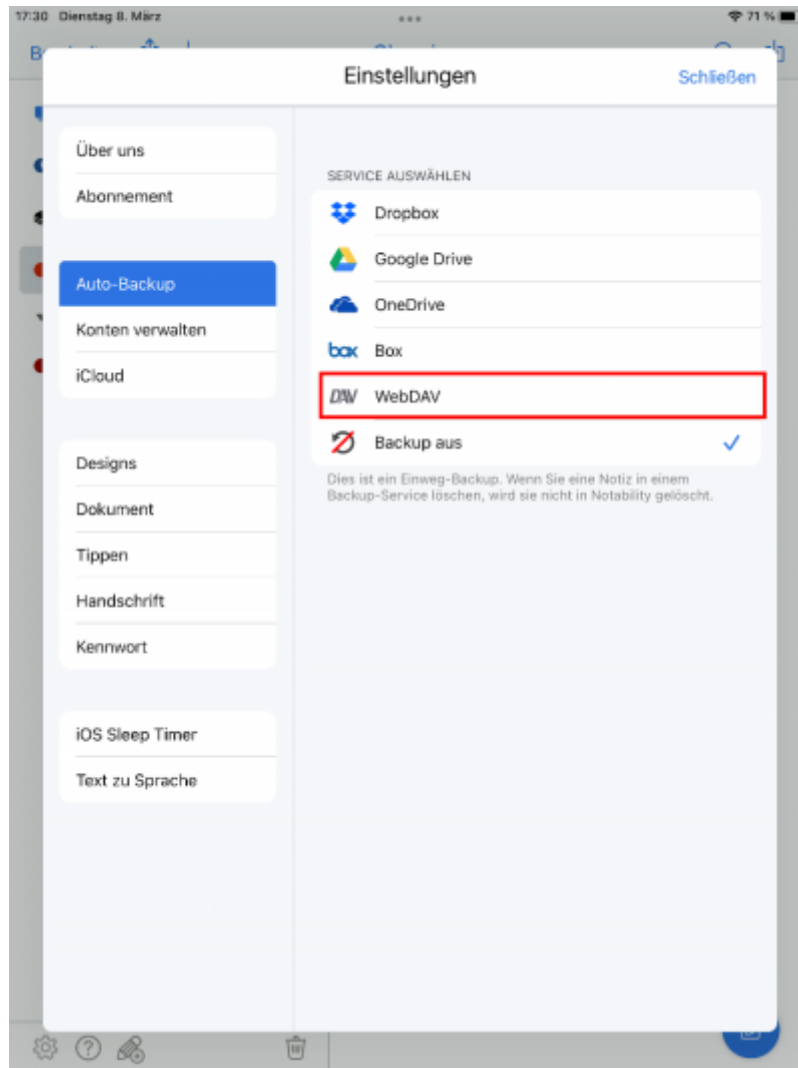 17:30 Dienstag 8. März
71 %
Einstellungen
Schließen
Über uns
Abonnement
Auto-Backup
Konten verwalten
iCloud
Designs
Dokument
Tippen
Handschrift
Kennwort
iOS Sleep Timer
Text zu Sprache
SERVICE AUSWÄHLEN
Dropbox
Google Drive
OneDrive
box Box
DAV WebDAV
Backup aus
Dies ist ein Einweg-Backup. Wenn Sie eine Notiz in einem
Backup-Service löschen, wird sie nicht in Notability gelöscht.